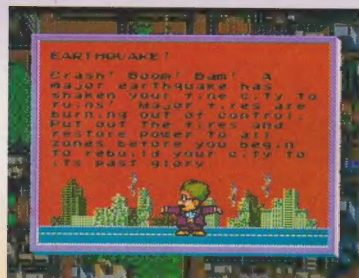 EARTHQUAKE!
Crash! Boom! Bam! A
major earthquake has
shaken your fine city to
ruins! Major fires are
burning out of control.
Put out the fires and
restore power to all
zones before you begin
to rebuild your city to
its past glory.